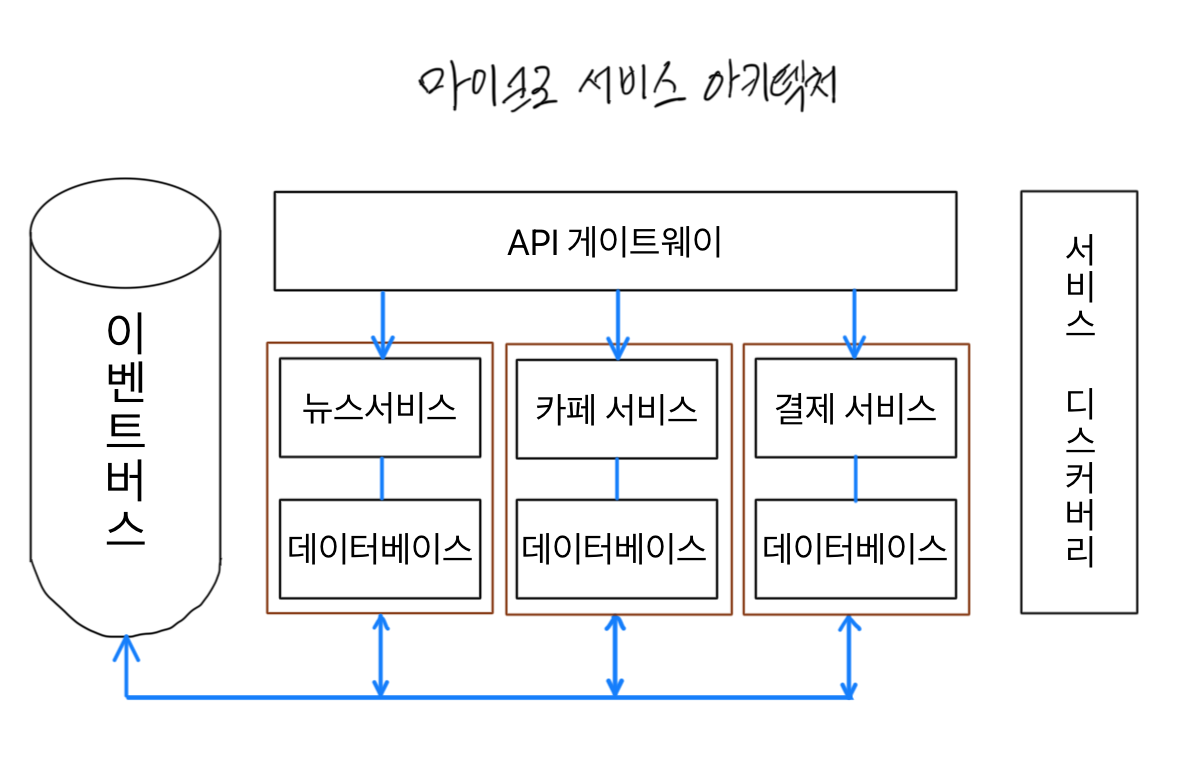 마이크로 서비스 아키텍처
API 게이트웨이
이벤트버스
뉴스서비스
카페 서비스
결제 서비스
데이터베이스
데이터베이스
데이터베이스
서비스 디스커버리